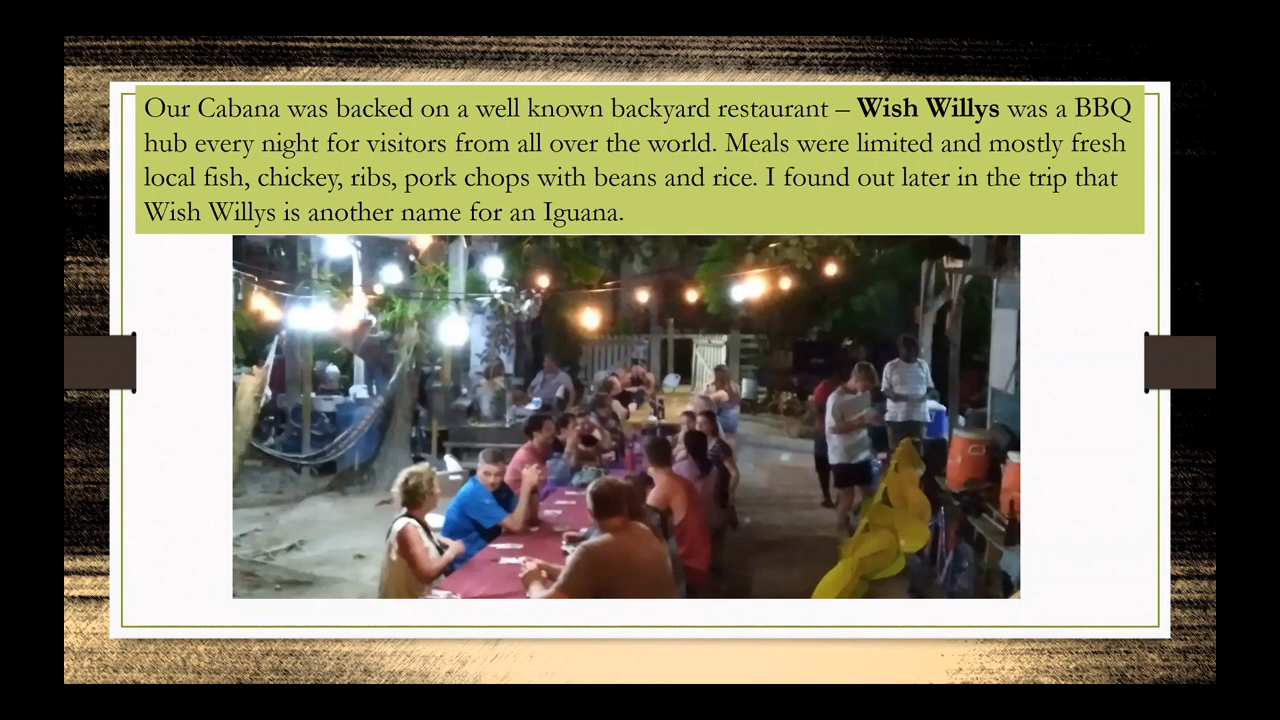 Our Cabana was backed on a well known backyard restaurant – Wish Willys was a BBQ
hub every night for visitors from all over the world. Meals were limited and mostly fresh
local fish, chickey, ribs, pork chops with beans and rice. I found out later in the trip that
Wish Willys is another name for an Iguana.